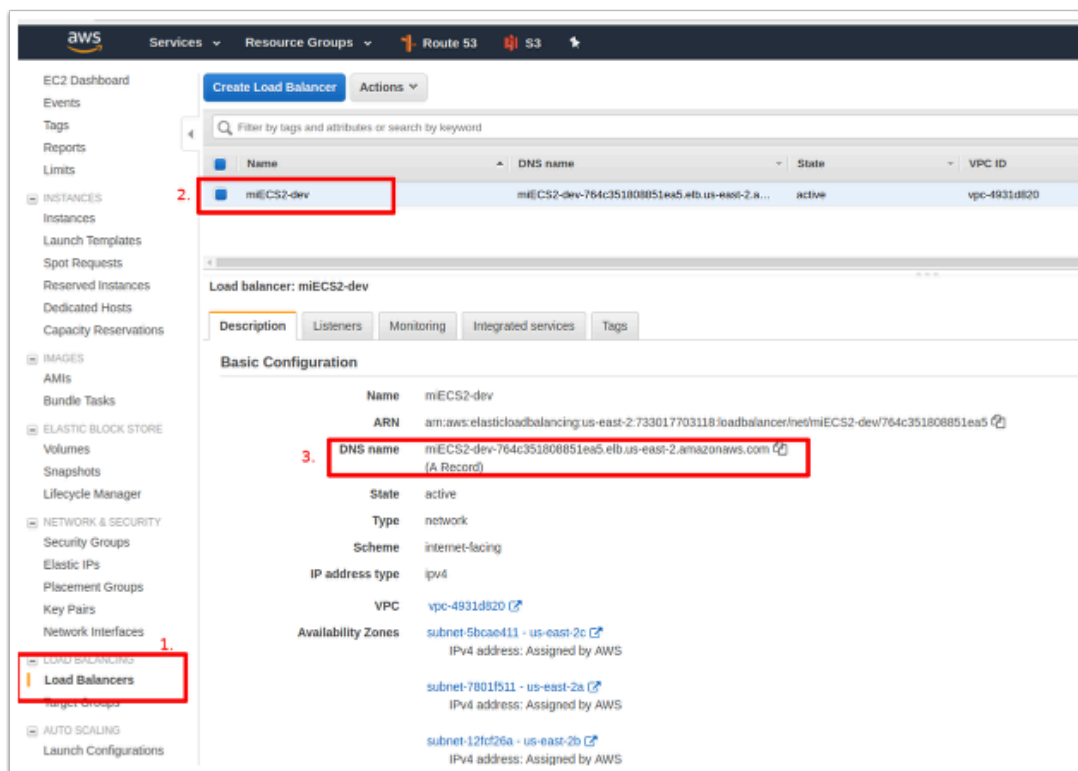 aws Services Resource Groups Route 53 S3
EC2 Dashboard
Events
Tags
Reports
Limits
INSTANCES
Instances
Launch Templates
Spot Requests
Reserved Instances
Dedicated Hosts
Capacity Reservations
IMAGES
AMIs
Bundle Tasks
ELASTIC BLOCK STORE
Volumes
Snapshots
Lifecycle Manager
NETWORK & SECURITY
Security Groups
Elastic IPs
Placement Groups
Key Pairs
Network Interfaces
1.
LOAD BALANCING
Load Balancers
Target Groups
AUTO SCALING
Launch Configurations
Create Load Balancer Actions
Filter by tags and attributes or search by keyword
Name DNS name State VPC ID
2. miECS2-dev miECS2-dev-764c351808851ea5.elb.us-east-2.a... active vpc-4931d820
Load balancer: miECS2-dev
Description Listeners Monitoring Integrated services Tags
Basic Configuration
Name miECS2-dev
ARN arn:aws:elasticloadbalancing:us-east-2:733017703118:loadbalancer/net/miECS2-dev/764c351808851ea5
3. DNS name miECS2-dev-764c351808851ea5.elb.us-east-2.amazonaws.com
(A Record)
State active
Type network
Scheme internet-facing
IP address type ipv4
VPC vpc-4931d820
Availability Zones subnet-5bcae411 - us-east-2c
IPv4 address: Assigned by AWS
subnet-7801f511 - us-east-2a
IPv4 address: Assigned by AWS
subnet-12fcf26a - us-east-2b
IPv4 address: Assigned by AWS